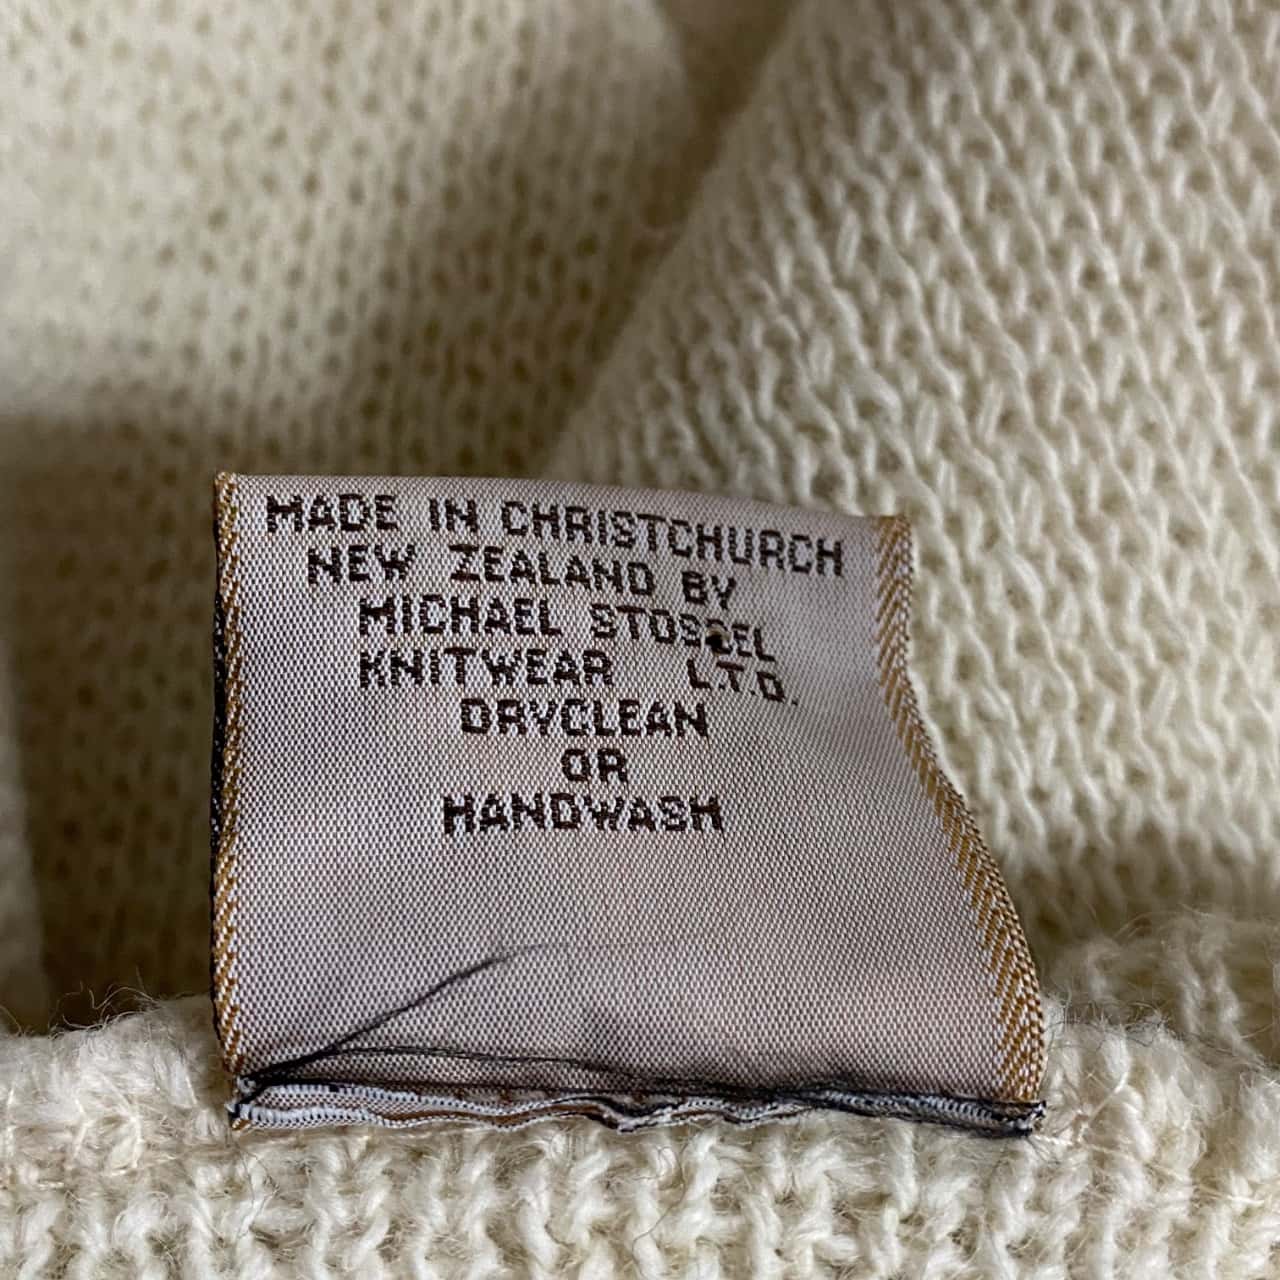 MADE IN CHRISTCHURCH
NEW ZEALAND BY
MICHAEL STOSSEL
KNITWEAR L.T.D.
DRYCLEAN
OR
HANDWASH